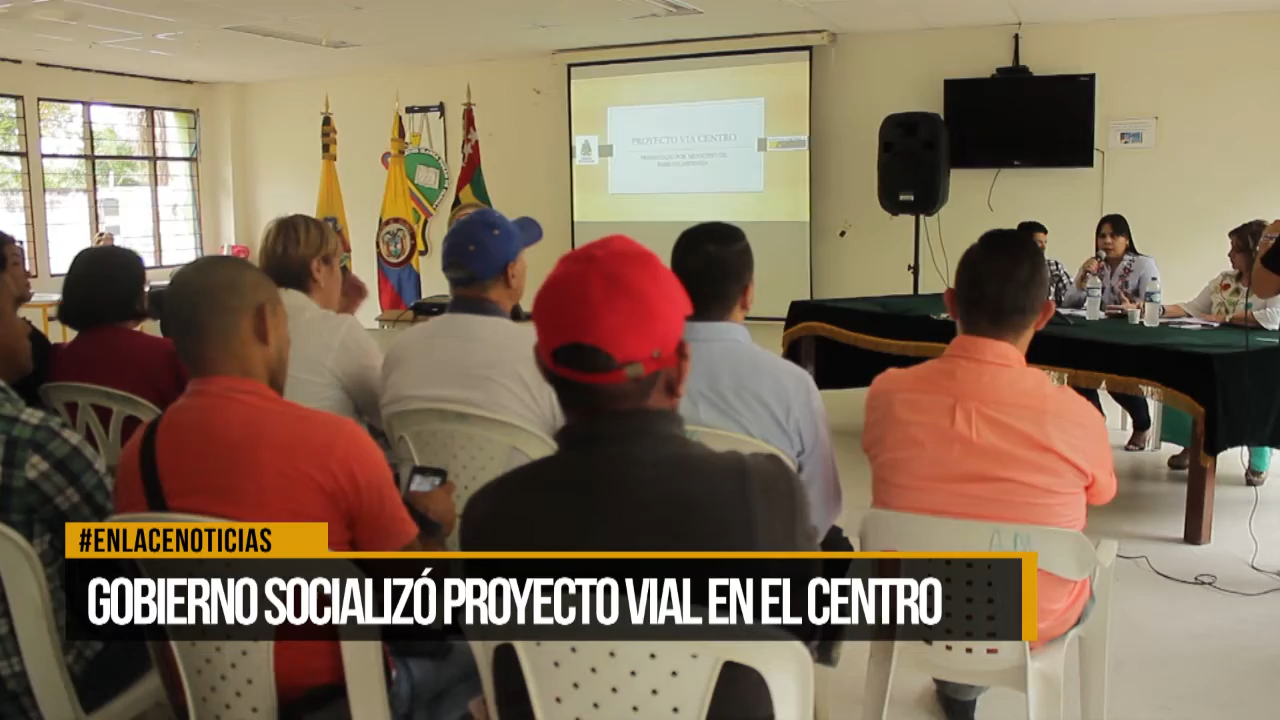 PROYECTO VIA CENTRO
#ENLACENOTICIAS
GOBIERNO SOCIALIZÓ PROYECTO VIAL EN EL CENTRO